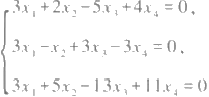 3x₁+2x₂-5x₃+4x₄=0,
3x₁-x₂+3x₃-3x₄=0,
3x₁+5x₂-13x₃+11x₄=0